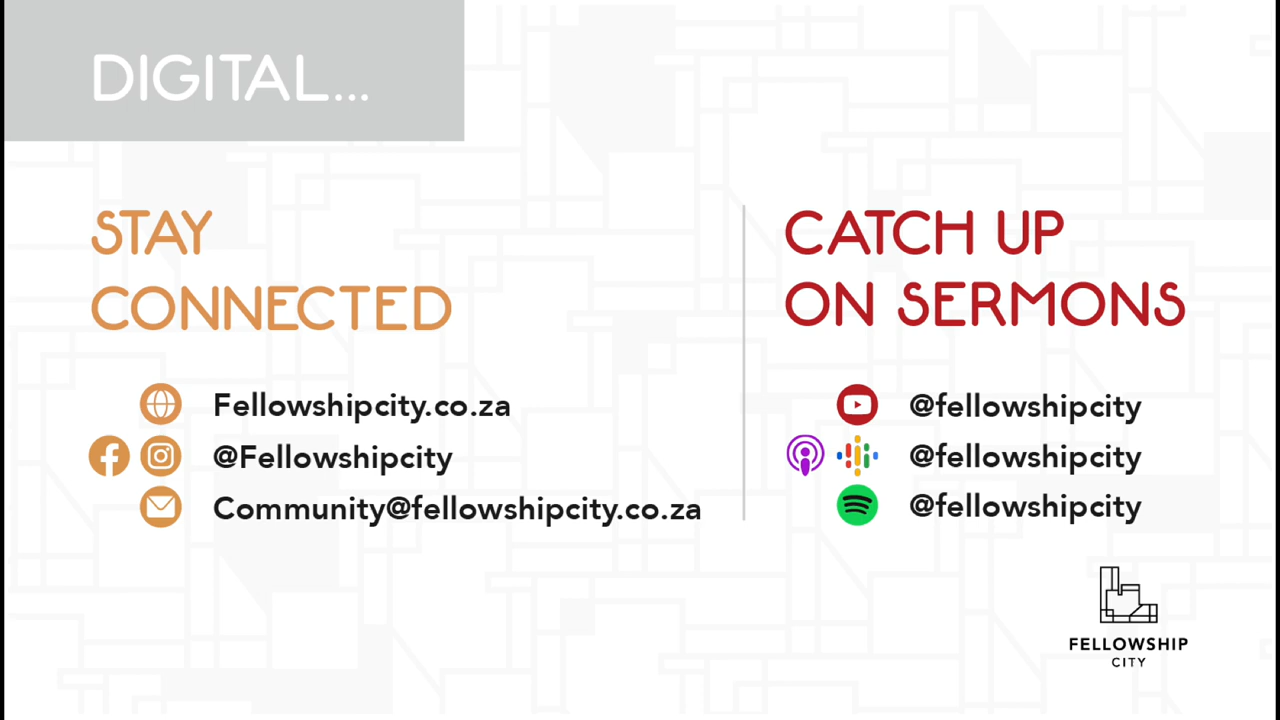 DIGITAL...
STAY
CONNECTED
Fellowshipcity.co.za
@Fellowshipcity
Community@fellowshipcity.co.za
CATCH UP
ON SERMONS
@fellowshipcity
@fellowshipcity
@fellowshipcity
FELLOWSHIP
CITY